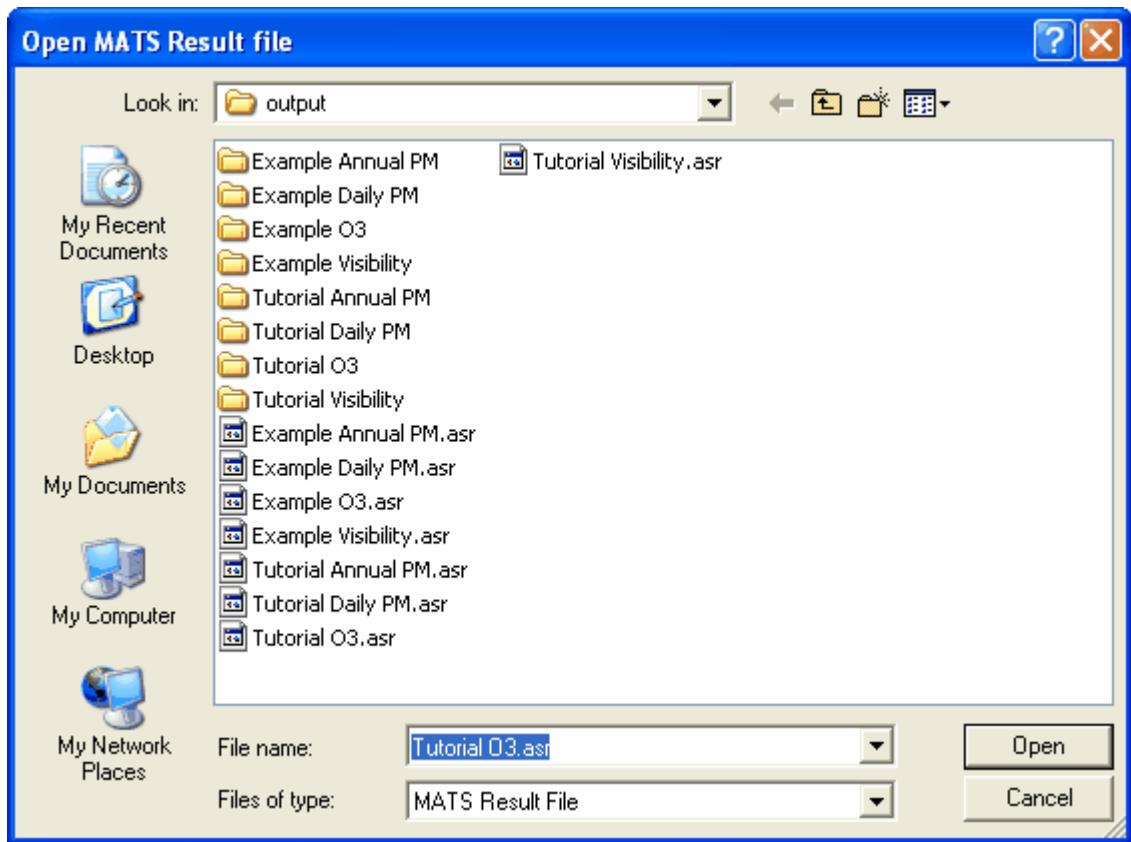 Open MATS Result file
Look in: output
Example Annual PM
Example Daily PM
Example O3
Example Visibility
Tutorial Annual PM
Tutorial Daily PM
Tutorial O3
Tutorial Visibility
Example Annual PM.asr
Example Daily PM.asr
Example O3.asr
Example Visibility.asr
Tutorial Annual PM.asr
Tutorial Daily PM.asr
Tutorial O3.asr
Tutorial Visibility.asr
My Recent
Documents
Desktop
My Documents
My Computer
My Network
Places
File name: Tutorial O3.asr Open
Files of type: MATS Result File Cancel